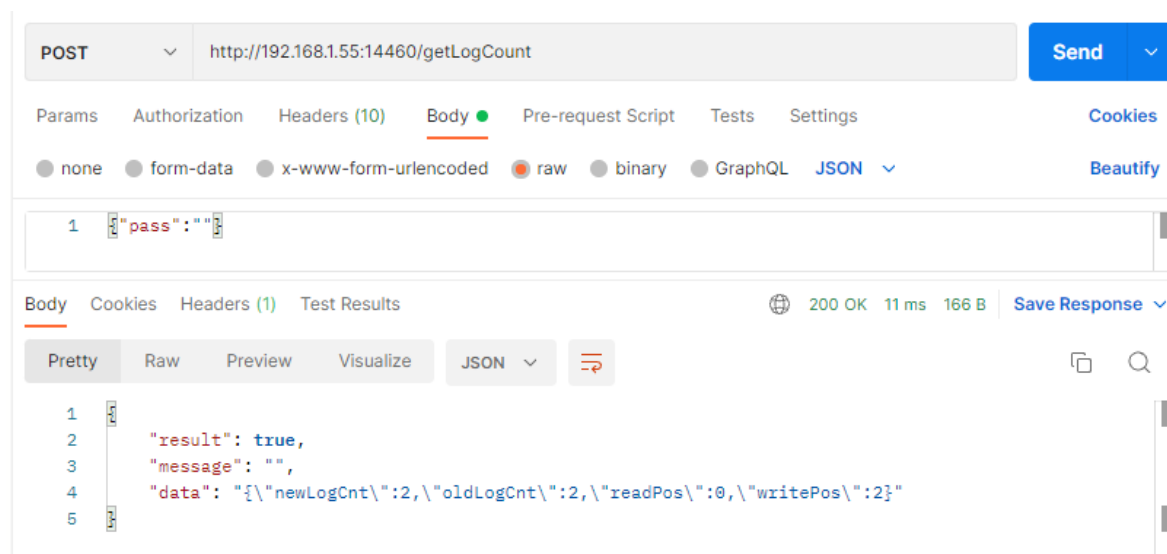 POST http://192.168.1.55:14460/getLogCount Send
Params Authorization Headers (10) Body Pre-request Script Tests Settings Cookies
none form-data x-www-form-urlencoded raw binary GraphQL JSON Beautify
1 {"pass":""}
Body Cookies Headers (1) Test Results 200 OK 11 ms 166 B Save Response
Pretty Raw Preview Visualize JSON
1 {
2 "result": true,
3 "message": "",
4 "data": "{\"newLogCnt\":2,\"oldLogCnt\":2,\"readPos\":0,\"writePos\":2}"
5 }